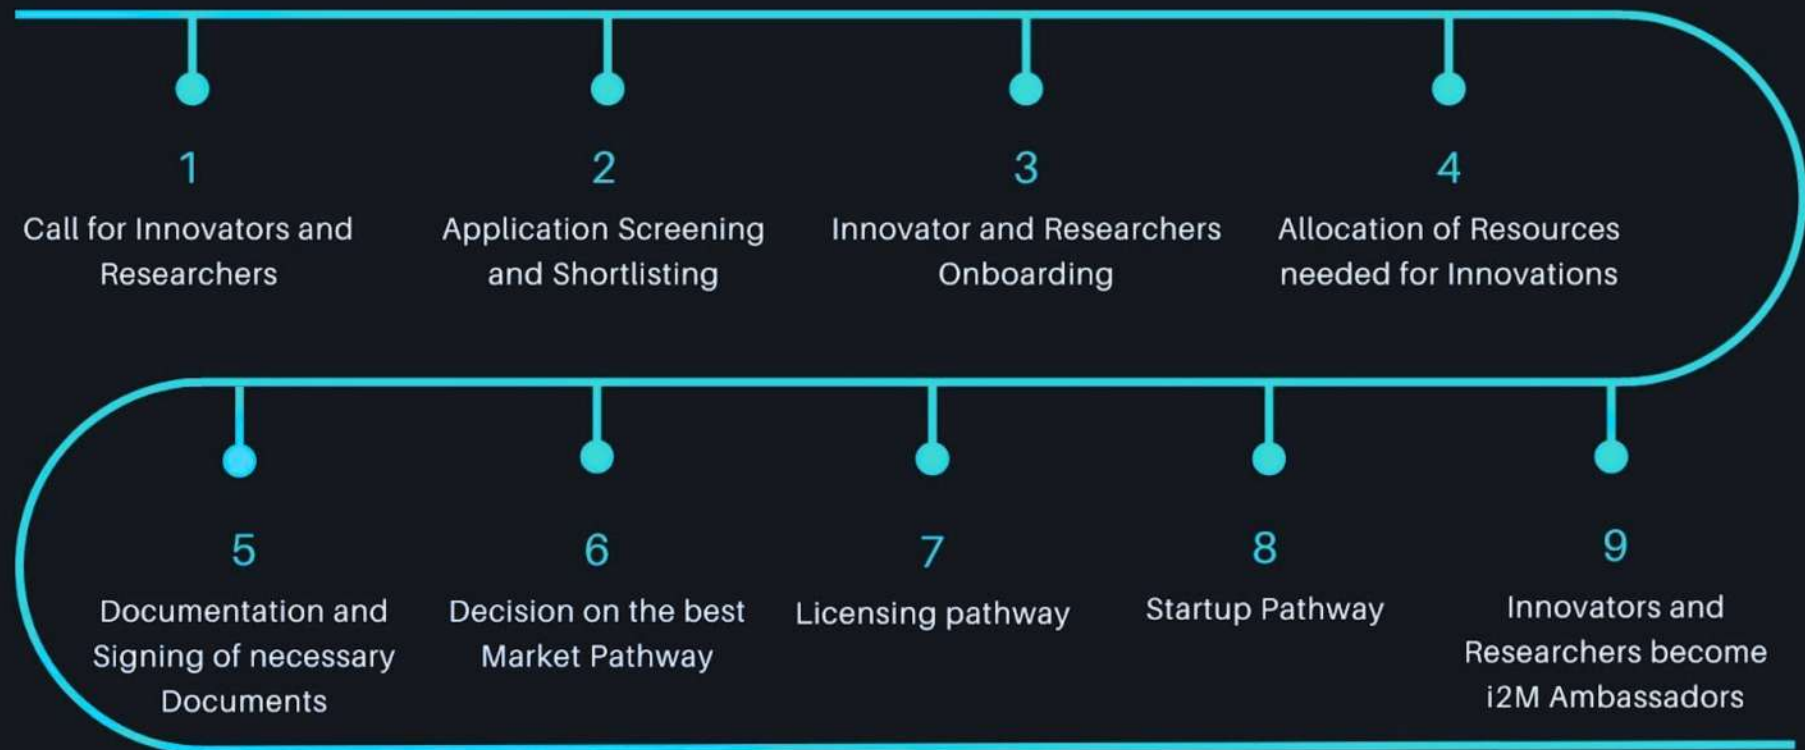 1
Call for Innovators and
Researchers
2
Application Screening
and Shortlisting
3
Innovator and Researchers
Onboarding
4
Allocation of Resources
needed for Innovations
5
Documentation and
Signing of necessary
Documents
6
Decision on the best
Market Pathway
7
Licensing pathway
8
Startup Pathway
9
Innovators and
Researchers become
i2M Ambassadors